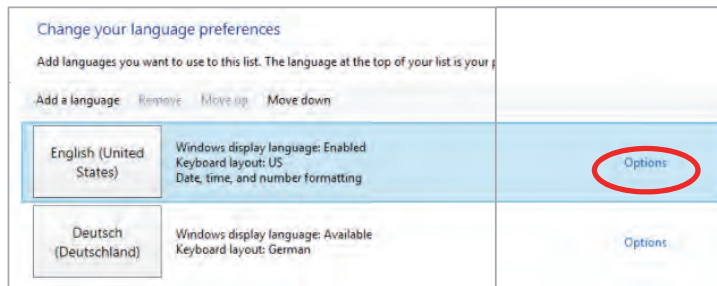 Change your language preferences
Add languages you want to use to this list. The language at the top of your list is your
Add a language Remove Move up Move down
English (United States)
Windows display language: Enabled
Keyboard layout: US
Date, time, and number formatting
Options
Deutsch (Deutschland)
Windows display language: Available
Keyboard layout: German
Options